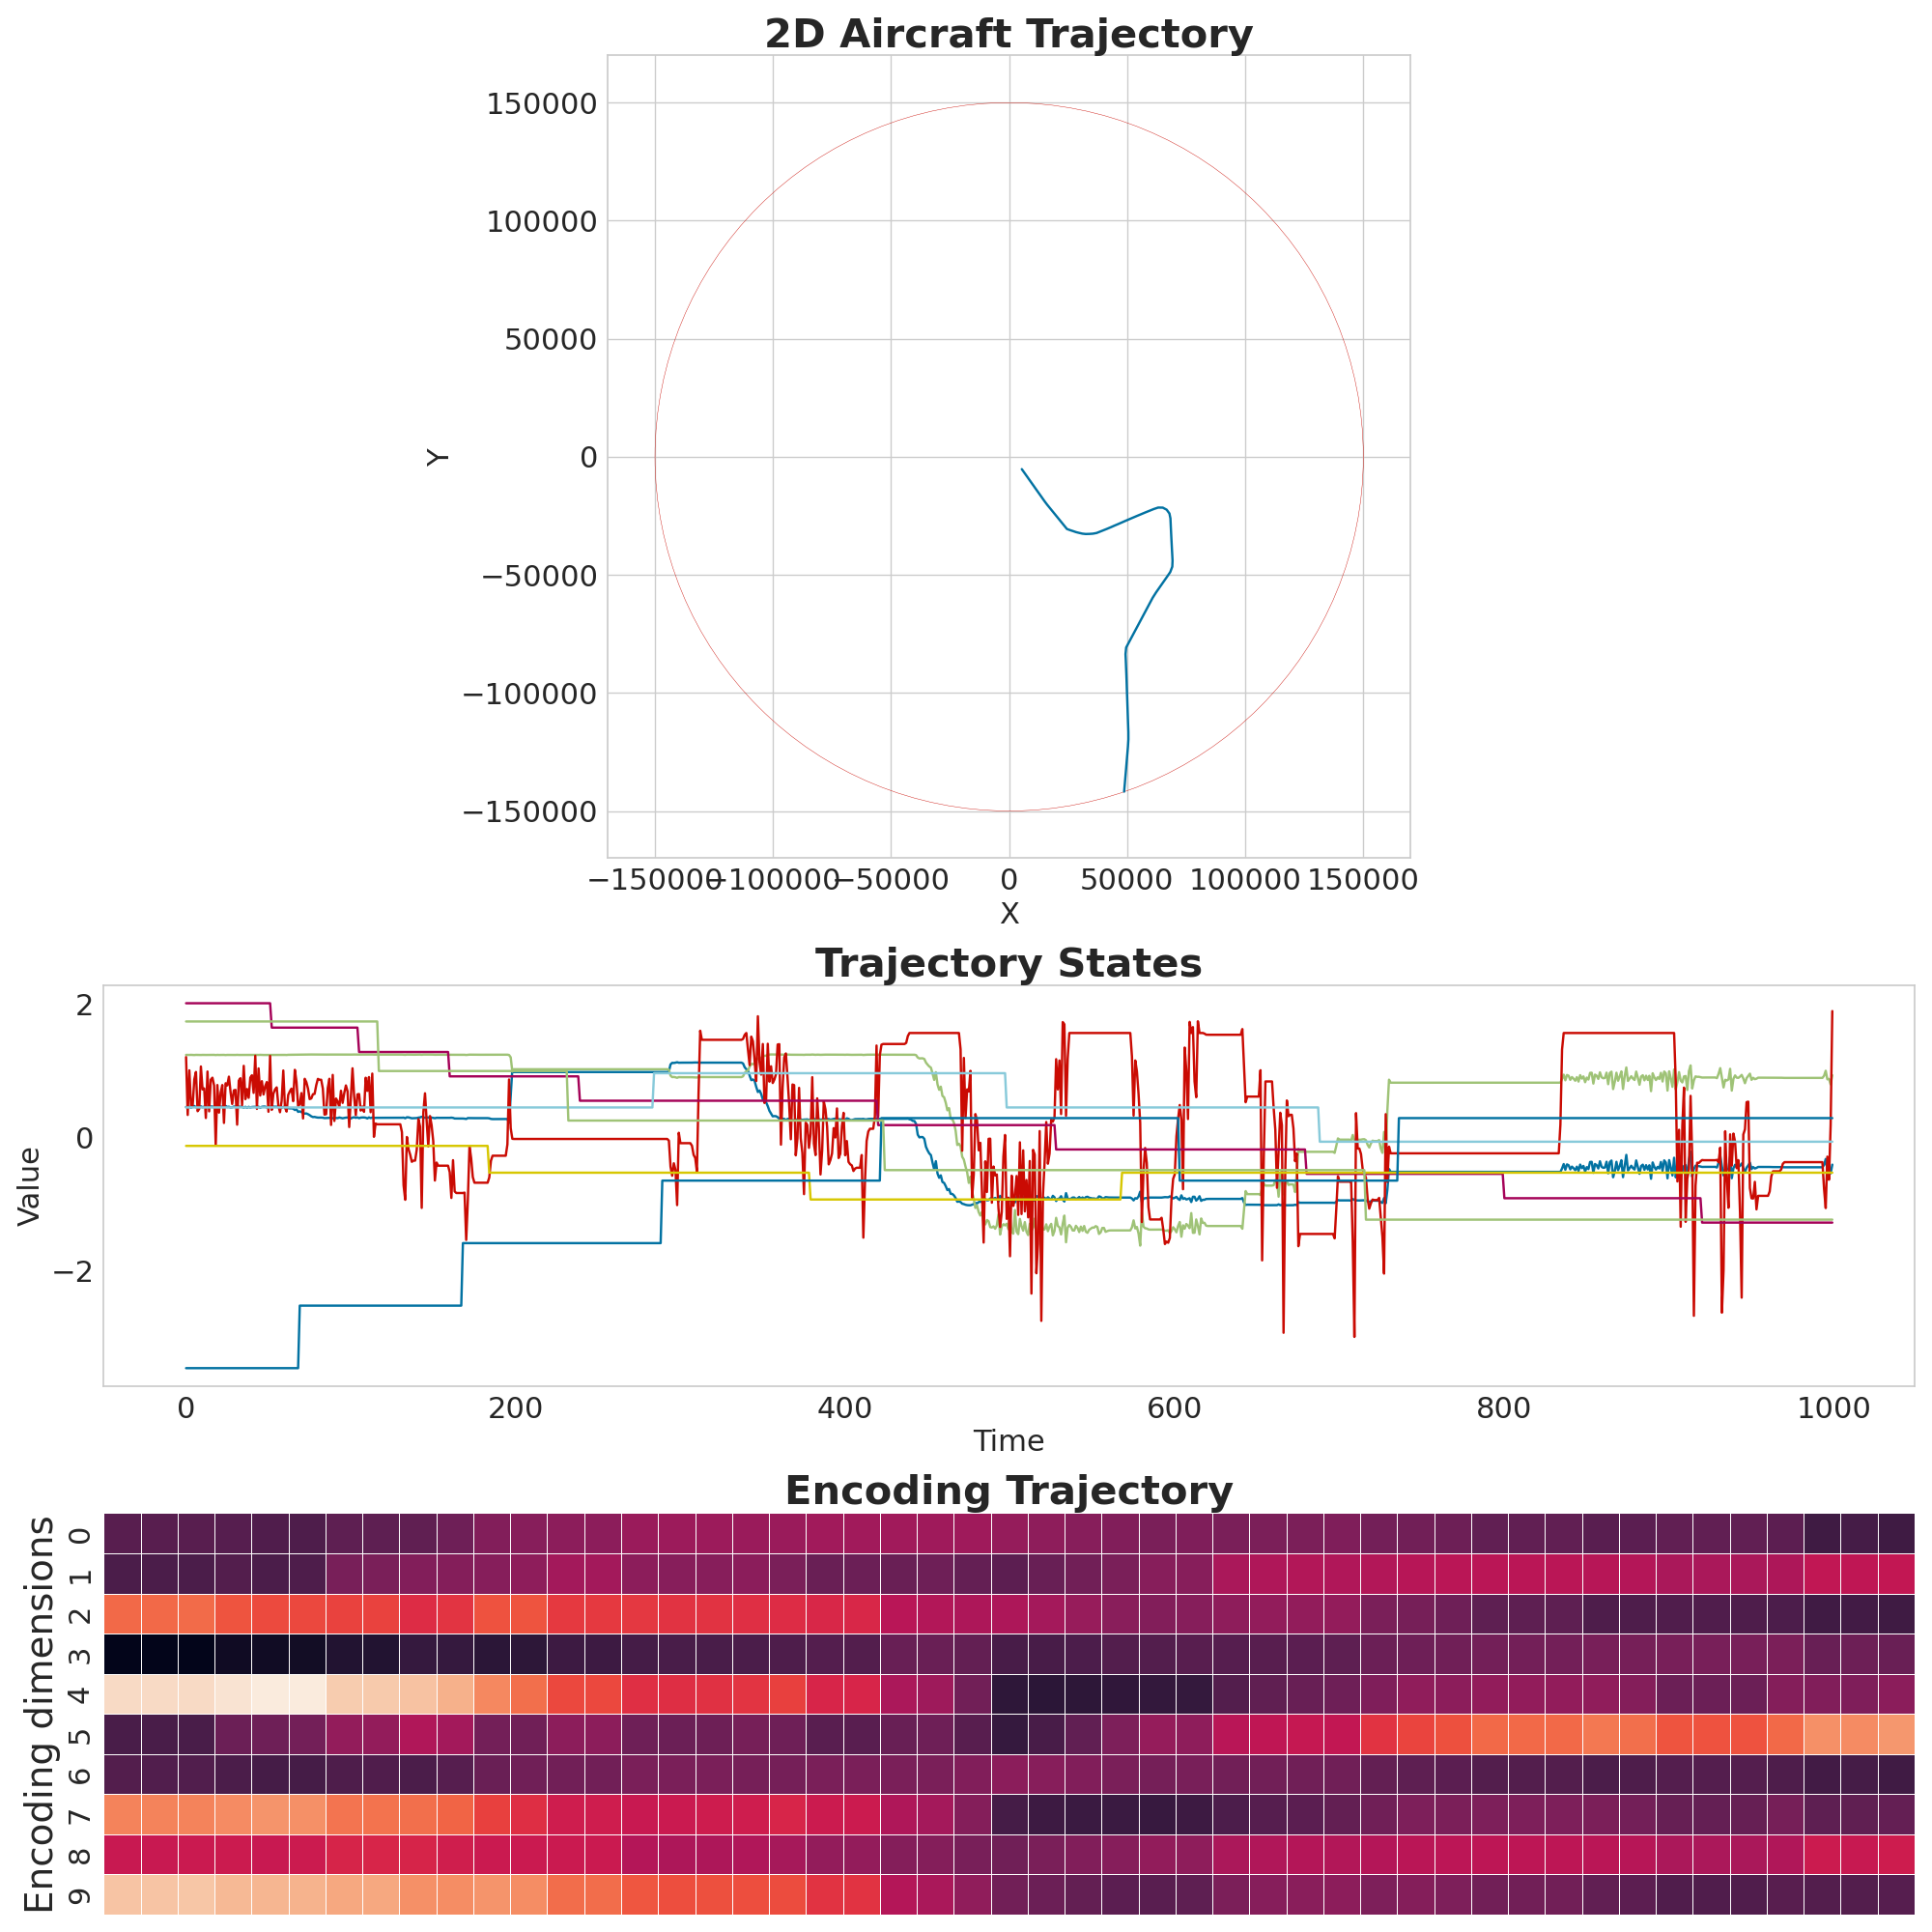 2D Aircraft Trajectory
150000
100000
50000
0
−50000
−100000
−150000
Y
−150000 −100000 −50000 0 50000 100000 150000
X
Trajectory States
2
0
−2
Value
0 200 400 600 800 1000
Time
Encoding Trajectory
Encoding dimensions
0
1
2
3
4
5
6
7
8
9